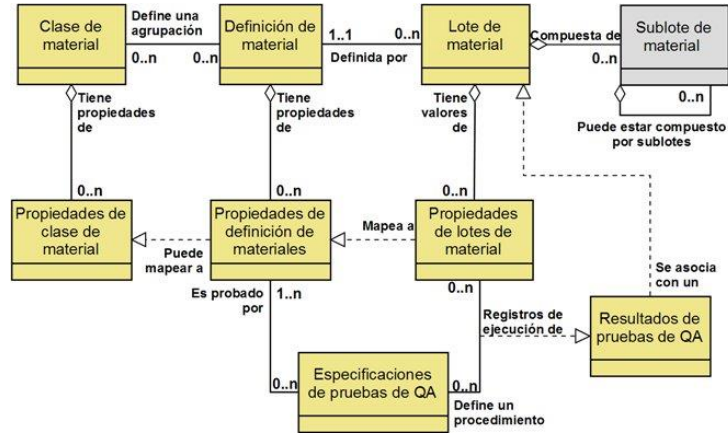 Clase de
material
Define una
agrupación
0..n
0..n
Definición de
material
1..1
0..n
Definida por
Lote de
material
Compuesta de
0..n
Sublote de
material
0..n
Puede estar compuesto
por sublotes
Tiene
propiedades
de
Tiene
propiedades
de
Tiene
valores
de
0..n
0..n
0..n
Propiedades de
clase de
material
Puede
mapear a
Propiedades de
definición de
materiales
Mapea a
Propiedades
de lotes de
material
Es probado
por
1..n
0..n
Registros de
ejecución de
Se asocia
con un
Resultados de
pruebas de QA
0..n
Especificaciones
de pruebas de QA
0..n
Define un
procedimiento